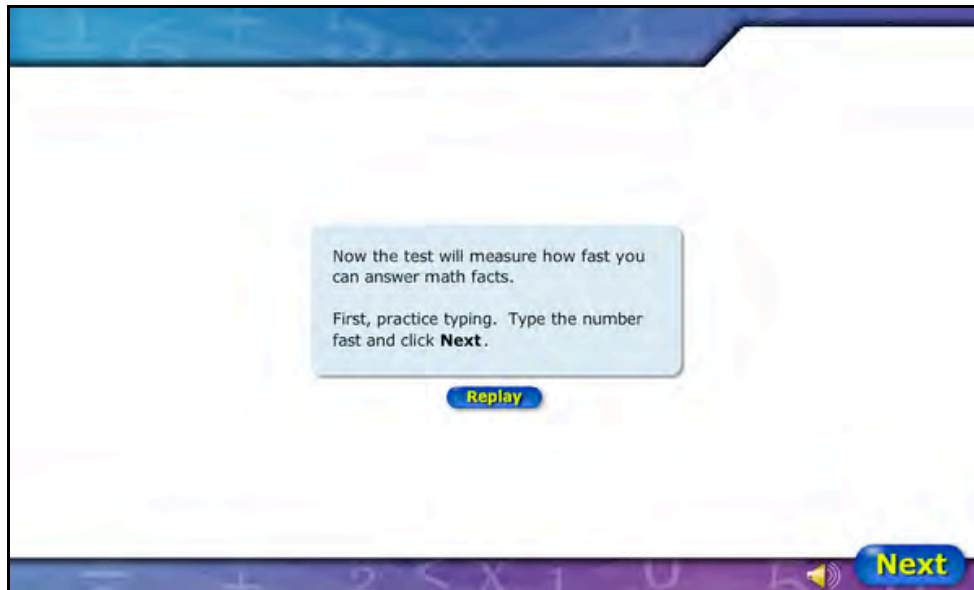 Now the test will measure how fast you
can answer math facts.
First, practice typing. Type the number
fast and click Next.
Replay
Next